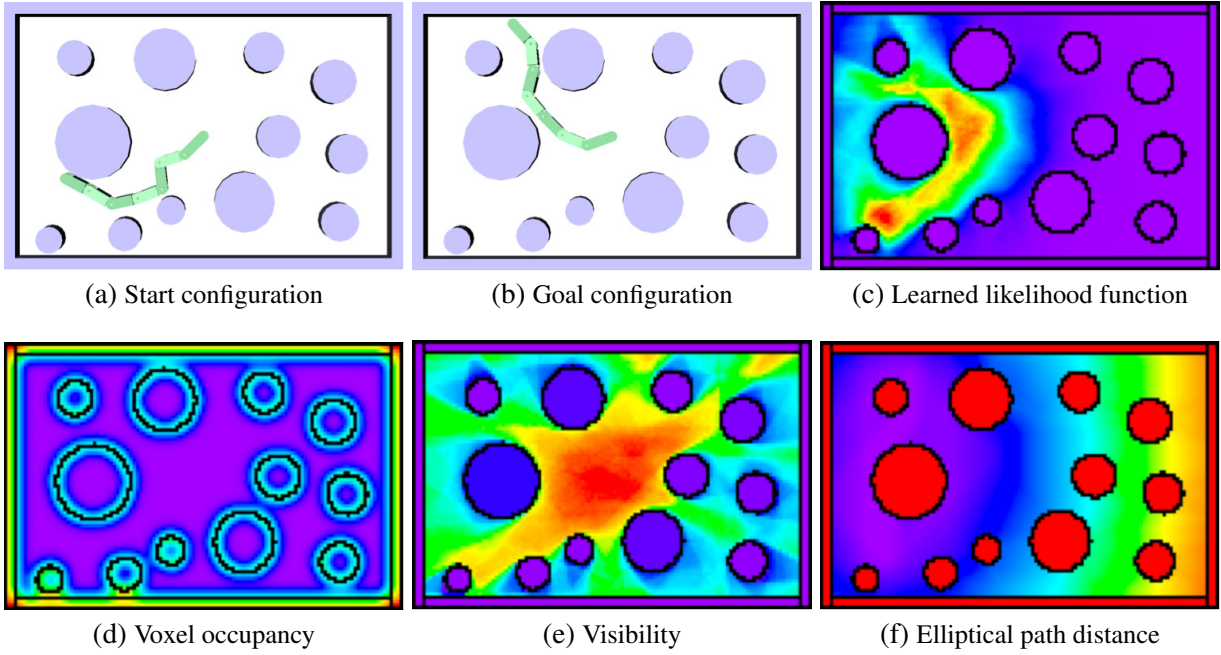 (a) Start configuration
(b) Goal configuration
(c) Learned likelihood function
(d) Voxel occupancy
(e) Visibility
(f) Elliptical path distance